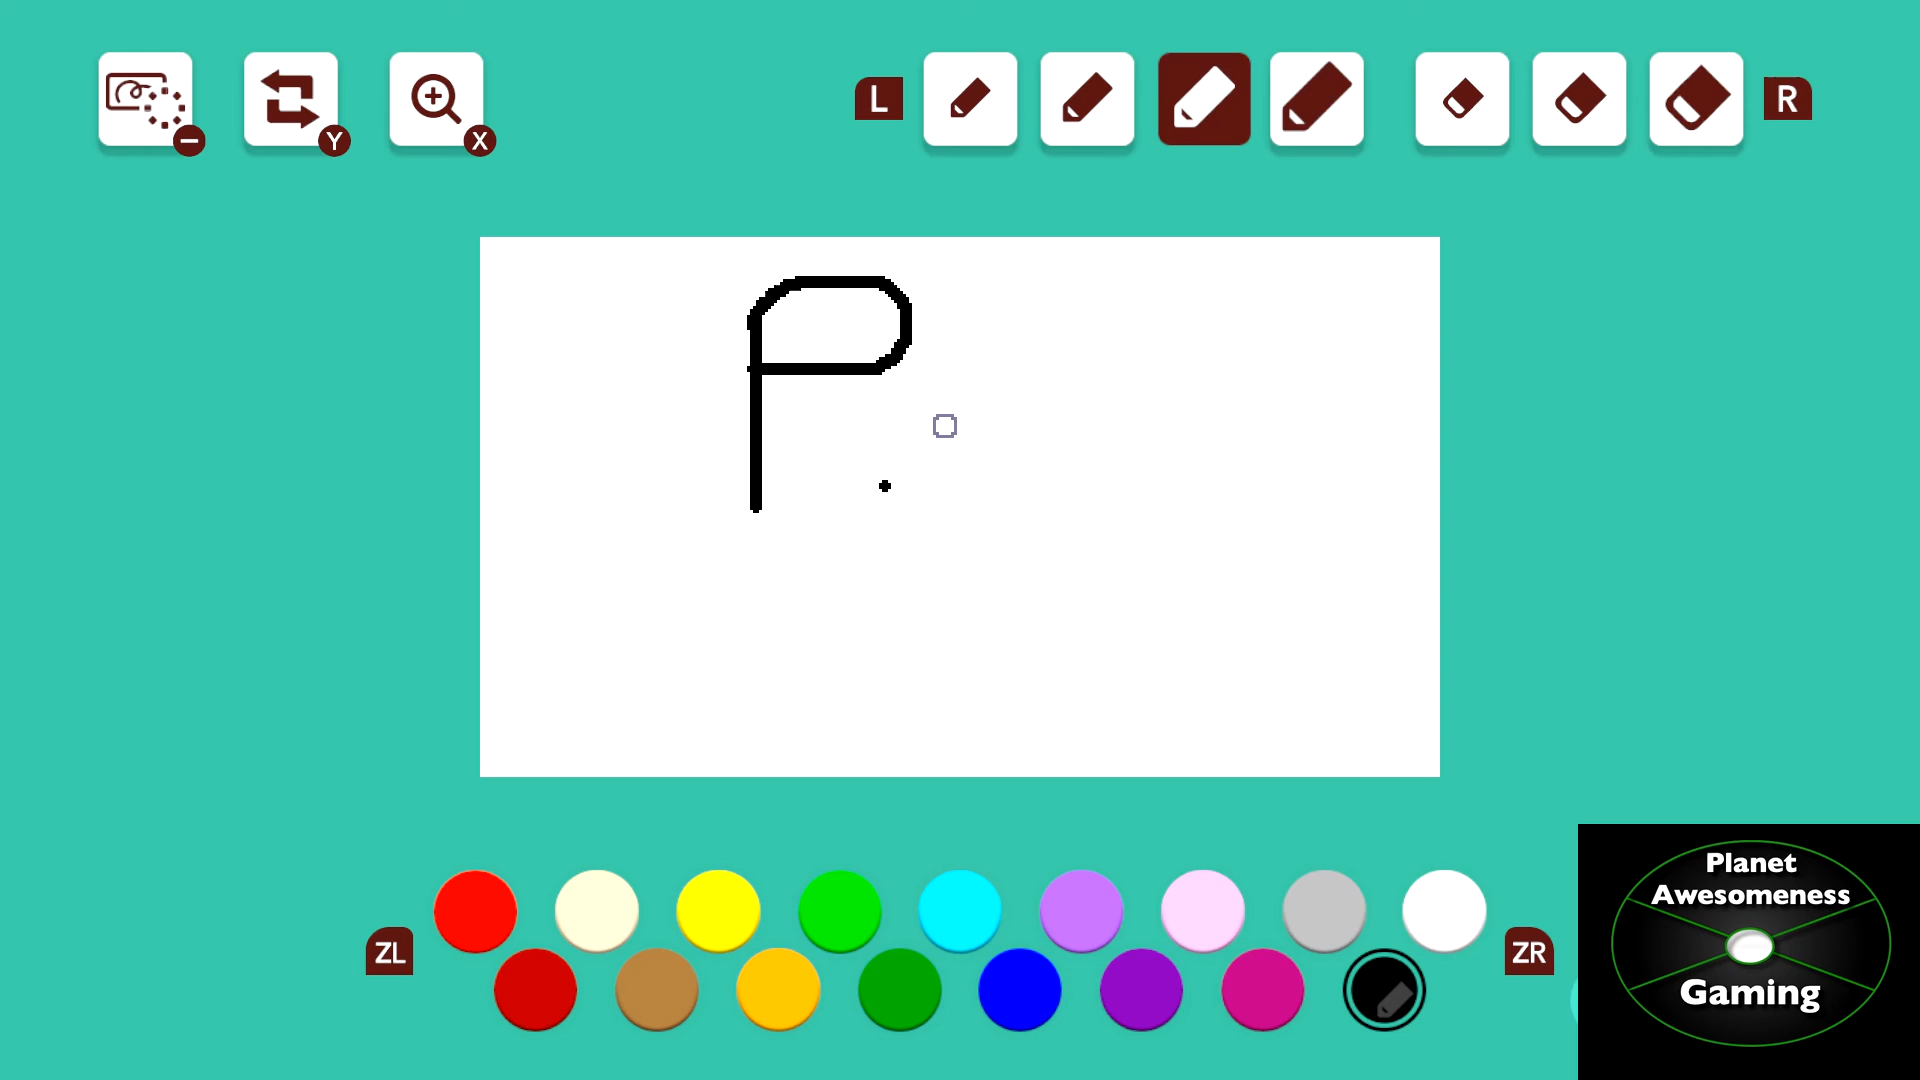 L
R
Y
X
P.
ZL
ZR
Planet
Awesomeness
Gaming